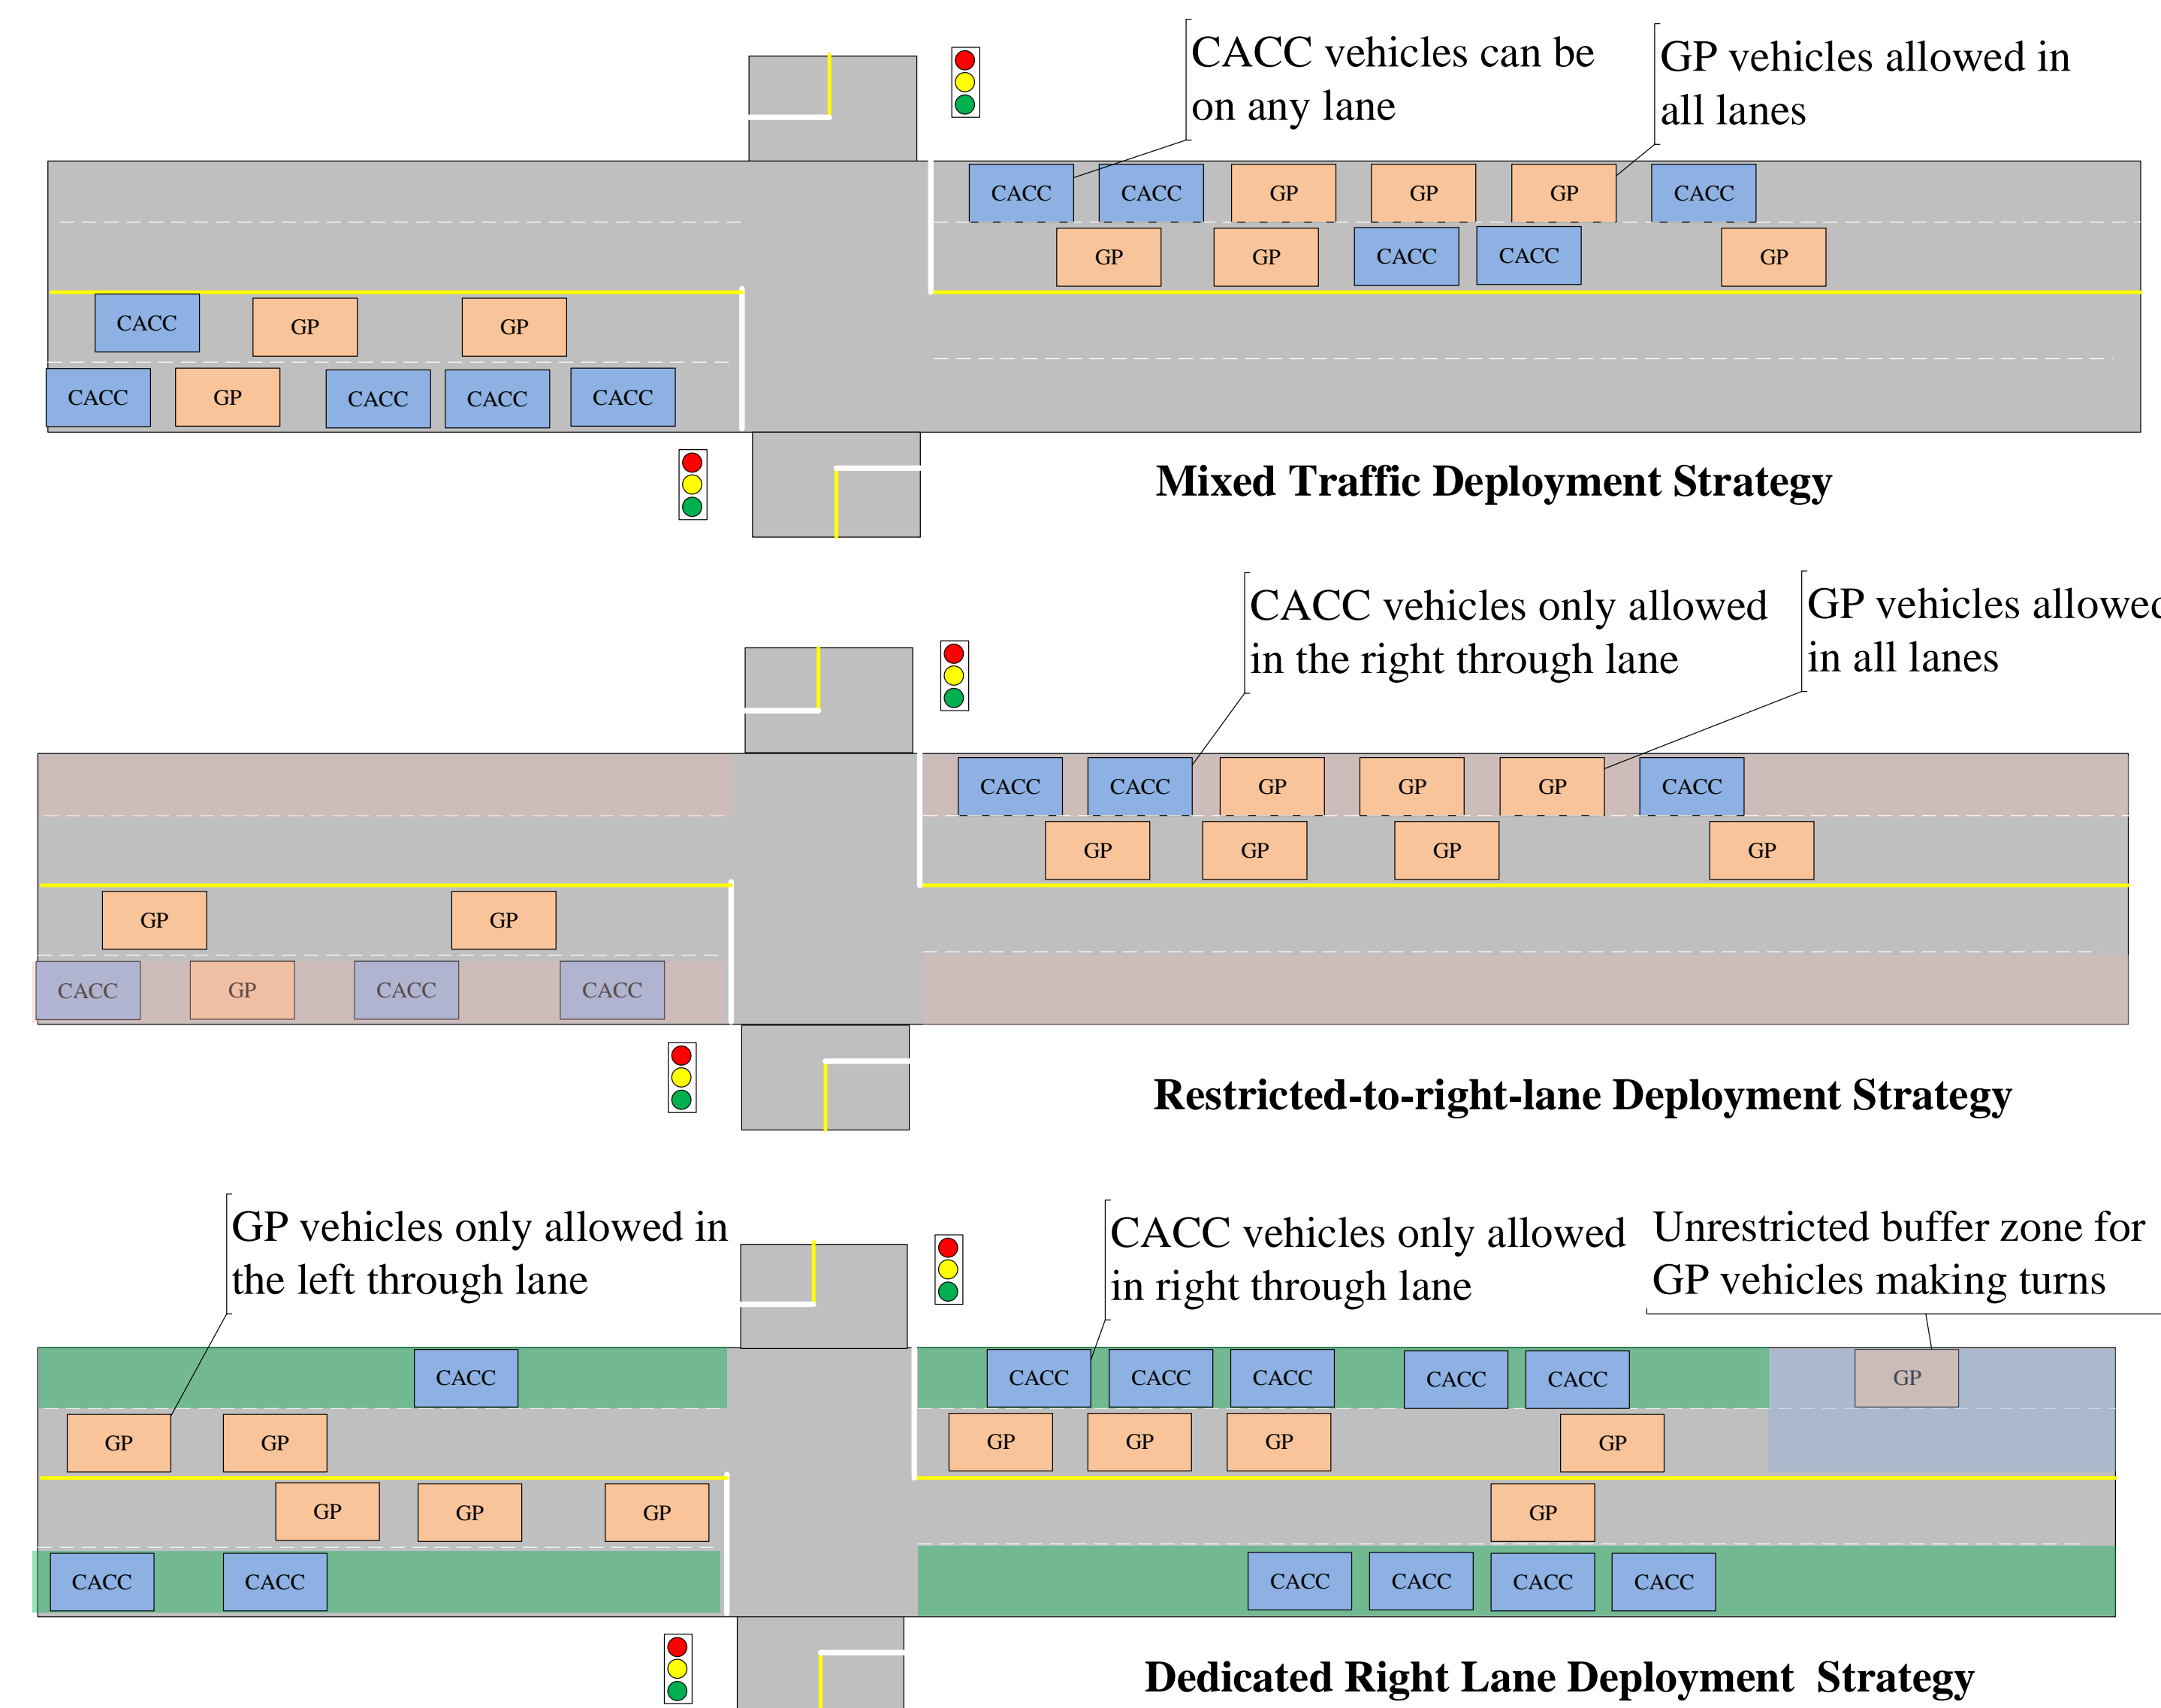 CACC vehicles can be
on any lane
GP vehicles allowed in
all lanes
CACC CACC GP GP GP CACC
GP GP CACC CACC GP
CACC GP GP
CACC GP CACC CACC CACC
Mixed Traffic Deployment Strategy
CACC vehicles only allowed
in the right through lane
GP vehicles allowed
in all lanes
CACC CACC GP GP GP CACC
GP GP GP GP
GP GP
CACC GP CACC CACC
Restricted-to-right-lane Deployment Strategy
GP vehicles only allowed in
the left through lane
CACC vehicles only allowed
in right through lane
Unrestricted buffer zone for
GP vehicles making turns
CACC CACC CACC CACC CACC CACC GP
GP GP GP GP GP GP
GP GP GP GP
CACC CACC CACC CACC CACC CACC
Dedicated Right Lane Deployment Strategy